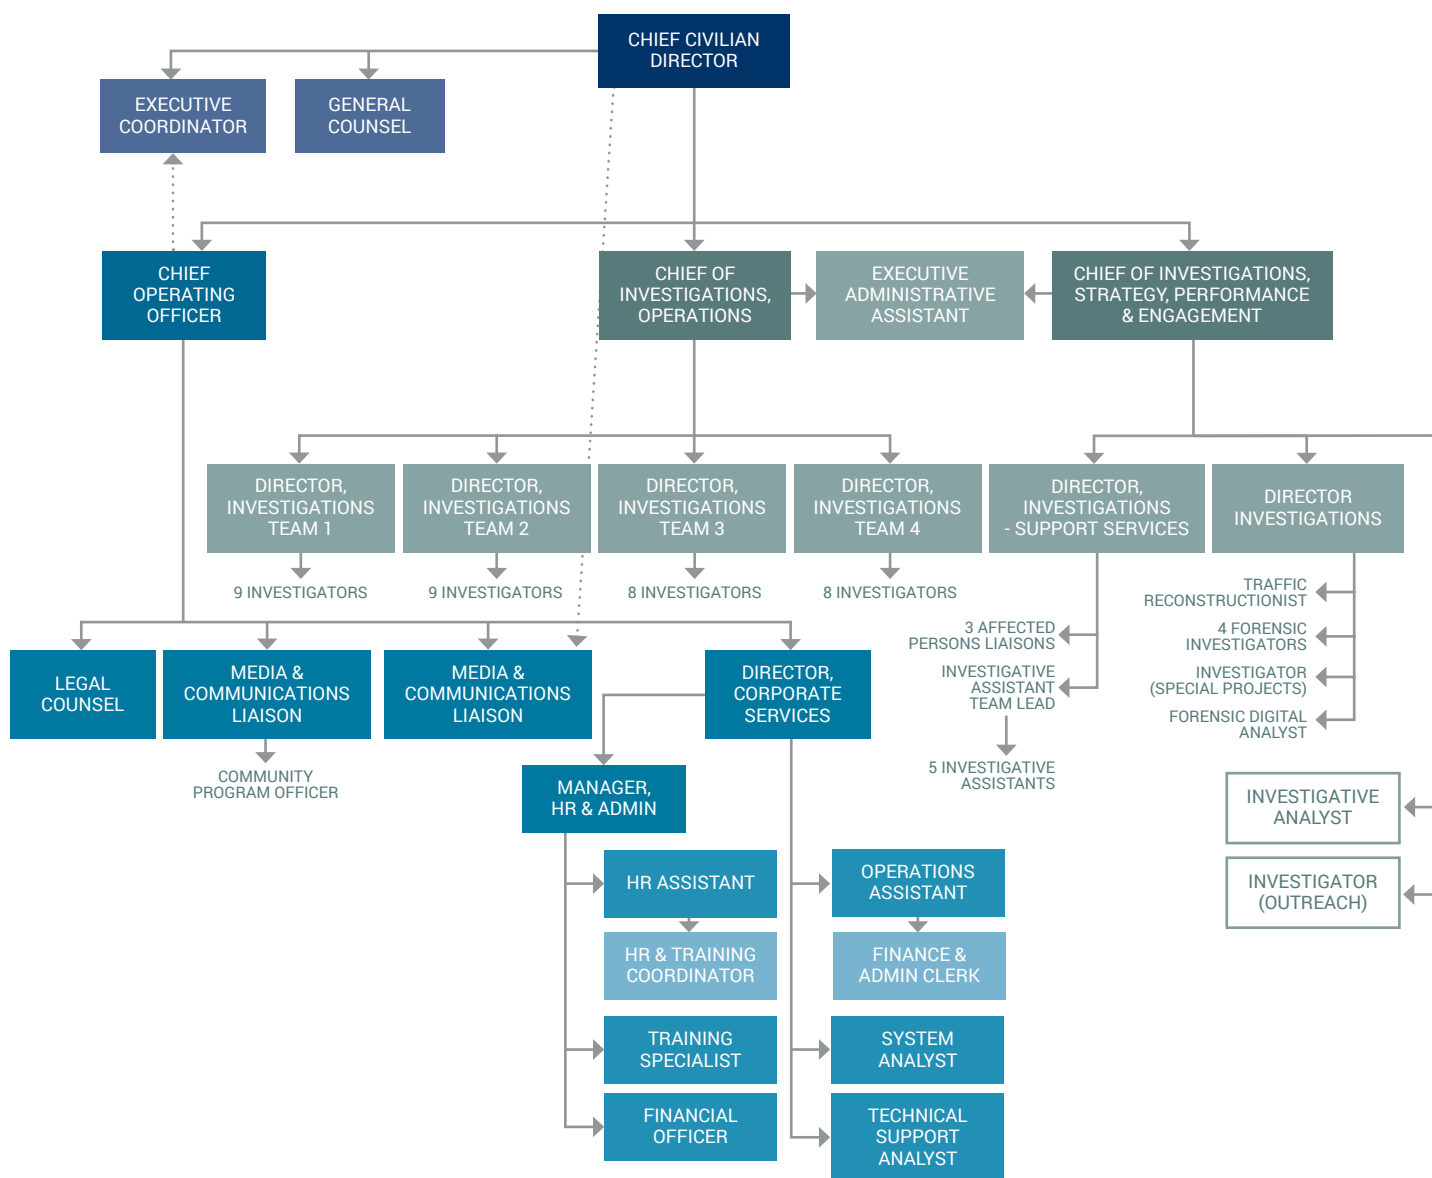 CHIEF CIVILIAN
DIRECTOR
EXECUTIVE
COORDINATOR
GENERAL
COUNSEL
CHIEF
OPERATING
OFFICER
CHIEF OF
INVESTIGATIONS,
OPERATIONS
EXECUTIVE
ADMINISTRATIVE
ASSISTANT
CHIEF OF INVESTIGATIONS,
STRATEGY, PERFORMANCE
& ENGAGEMENT
DIRECTOR,
INVESTIGATIONS
TEAM 1
DIRECTOR,
INVESTIGATIONS
TEAM 2
DIRECTOR,
INVESTIGATIONS
TEAM 3
DIRECTOR,
INVESTIGATIONS
TEAM 4
DIRECTOR,
INVESTIGATIONS
- SUPPORT SERVICES
DIRECTOR
INVESTIGATIONS
9 INVESTIGATORS
9 INVESTIGATORS
8 INVESTIGATORS
8 INVESTIGATORS
3 AFFECTED
PERSONS LIAISONS
INVESTIGATIVE
ASSISTANT
TEAM LEAD
5 INVESTIGATIVE
ASSISTANTS
TRAFFIC
RECONSTRUCTIONIST
4 FORENSIC
INVESTIGATORS
INVESTIGATOR
(SPECIAL PROJECTS)
FORENSIC DIGITAL
ANALYST
LEGAL
COUNSEL
MEDIA &
COMMUNICATIONS
LIAISON
MEDIA &
COMMUNICATIONS
LIAISON
DIRECTOR,
CORPORATE
SERVICES
COMMUNITY
PROGRAM OFFICER
MANAGER,
HR & ADMIN
INVESTIGATIVE
ANALYST
INVESTIGATOR
(OUTREACH)
HR ASSISTANT
OPERATIONS
ASSISTANT
HR & TRAINING
COORDINATOR
FINANCE &
ADMIN CLERK
TRAINING
SPECIALIST
SYSTEM
ANALYST
FINANCIAL
OFFICER
TECHNICAL
SUPPORT
ANALYST